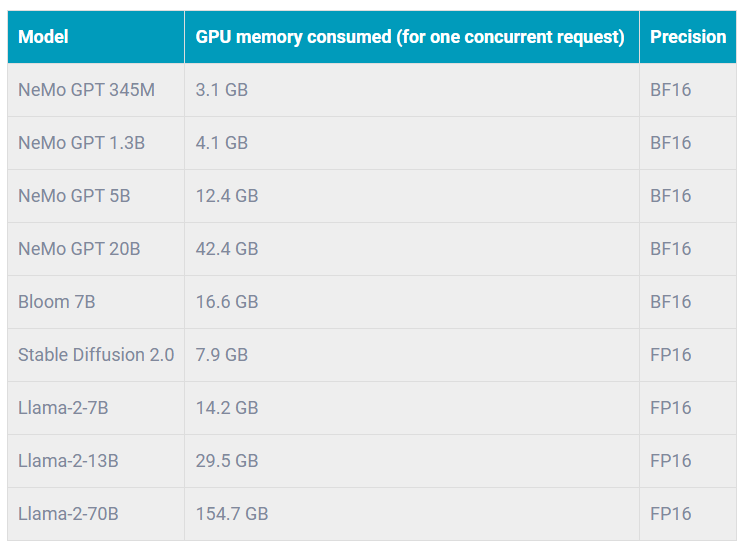 Model GPU memory consumed (for one concurrent request) Precision
NeMo GPT 345M 3.1 GB BF16
NeMo GPT 1.3B 4.1 GB BF16
NeMo GPT 5B 12.4 GB BF16
NeMo GPT 20B 42.4 GB BF16
Bloom 7B 16.6 GB BF16
Stable Diffusion 2.0 7.9 GB FP16
Llama-2-7B 14.2 GB FP16
Llama-2-13B 29.5 GB FP16
Llama-2-70B 154.7 GB FP16